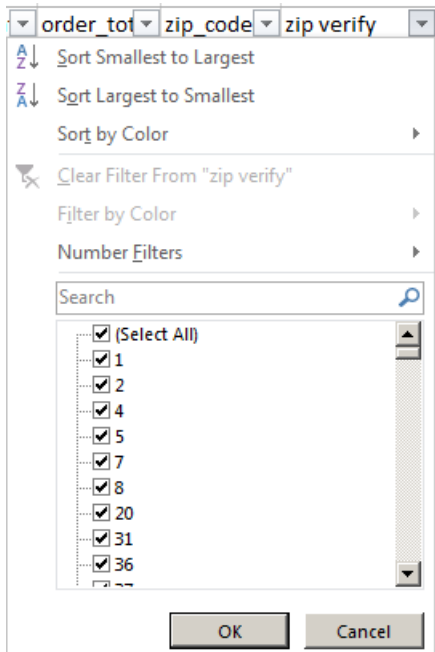 order_tot zip_code zip verify
Sort Smallest to Largest
Sort Largest to Smallest
Sort by Color
Clear Filter From "zip verify"
Filter by Color
Number Filters
Search
(Select All)
1
2
4
5
7
8
20
31
36
OK Cancel